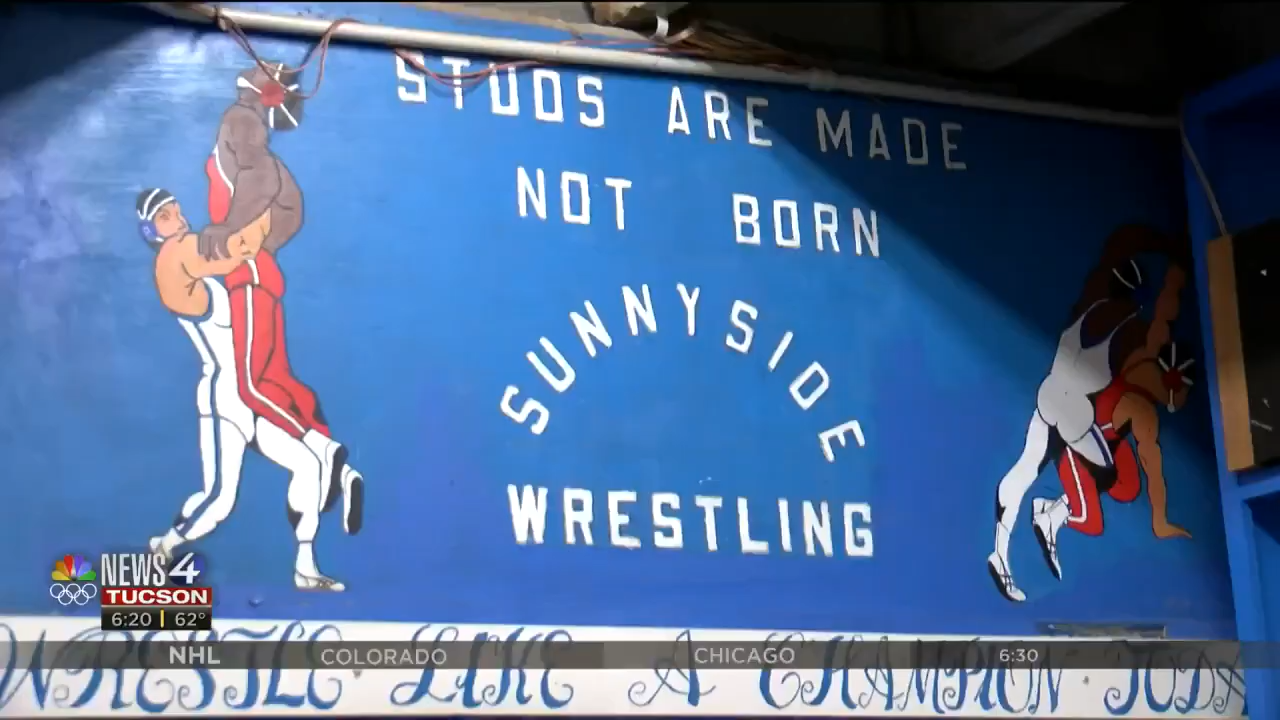 STUDS ARE MADE
NOT BORN
SUNNYSIDE
WRESTLING
NEWS 4
TUCSON
6:20 62°
NHL COLORADO CHICAGO 6:30
WRESTLE LIKE A CHAMPION TODA